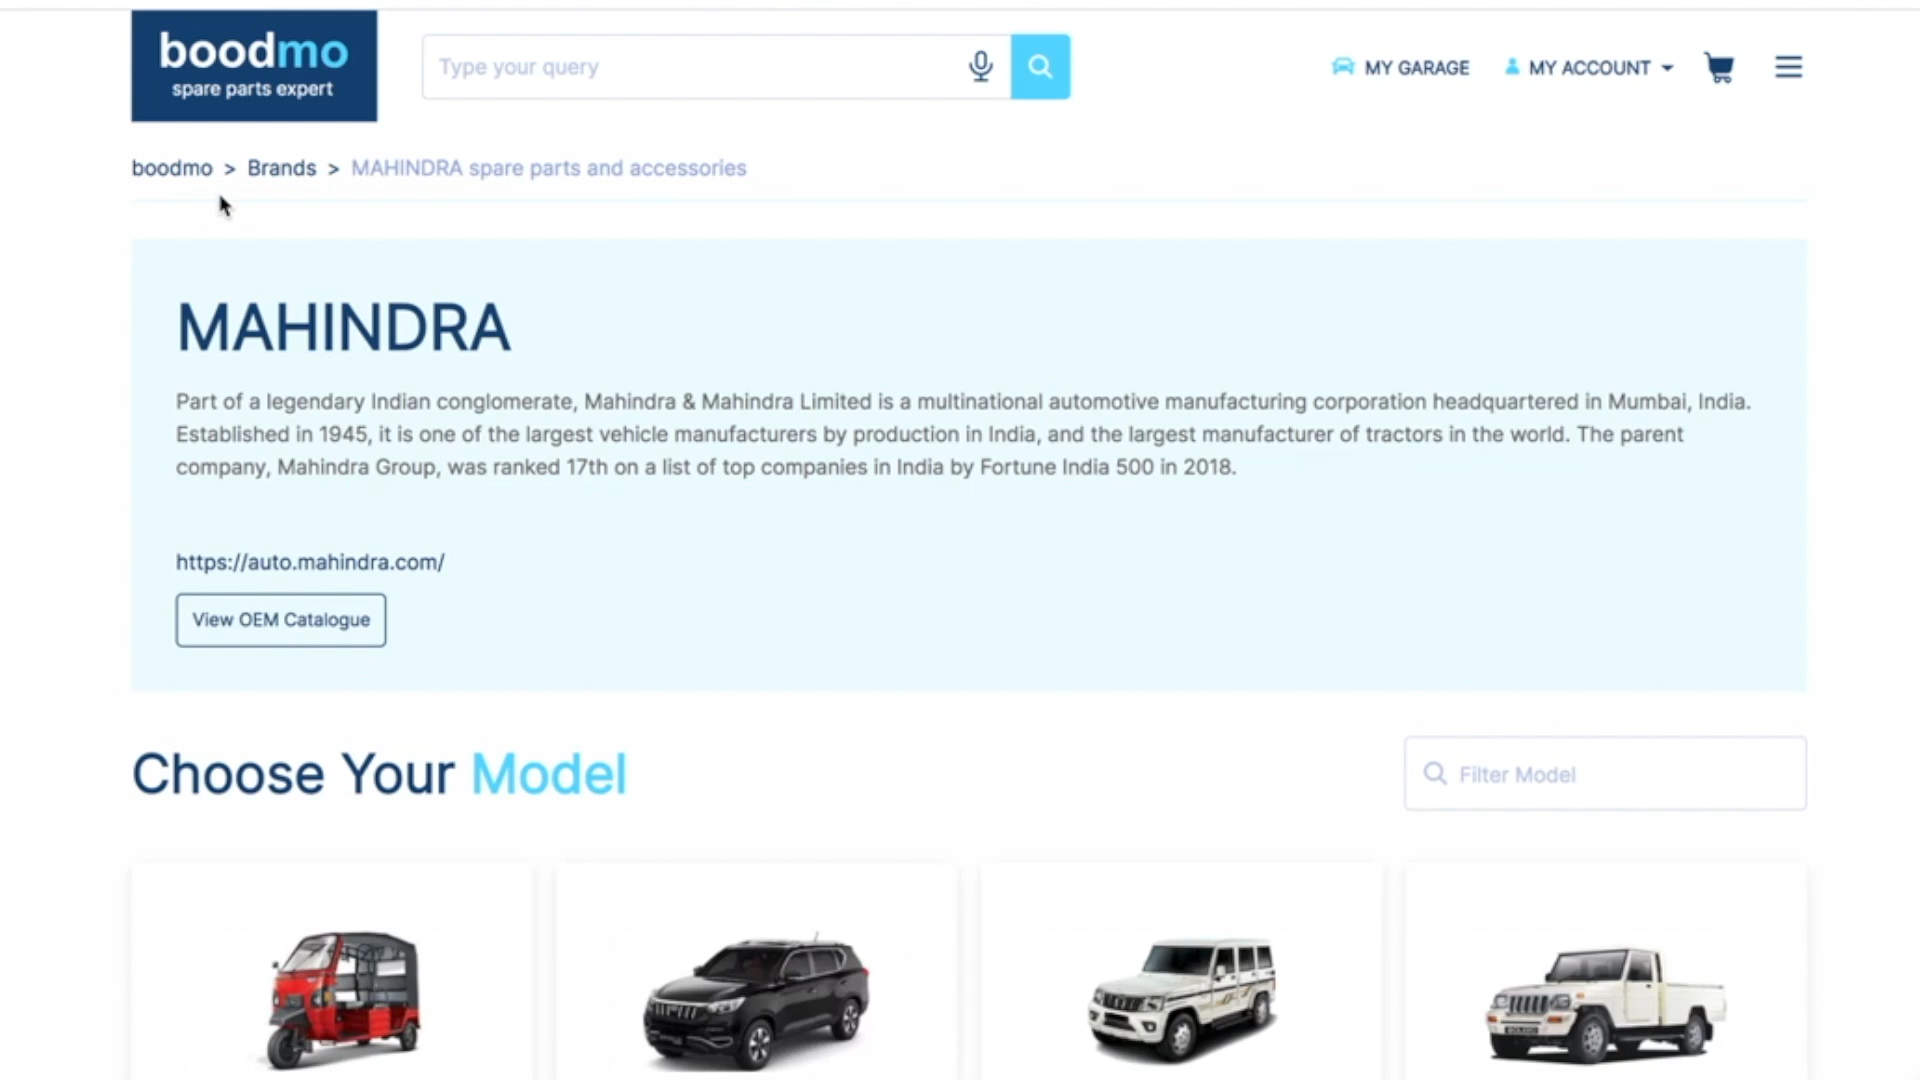 boodmo
spare parts expert
Type your query
MY GARAGE
MY ACCOUNT
boodmo > Brands > MAHINDRA spare parts and accessories
MAHINDRA
Part of a legendary Indian conglomerate, Mahindra & Mahindra Limited is a multinational automotive manufacturing corporation headquartered in Mumbai, India.
Established in 1945, it is one of the largest vehicle manufacturers by production in India, and the largest manufacturer of tractors in the world. The parent
company, Mahindra Group, was ranked 17th on a list of top companies in India by Fortune India 500 in 2018.
https://auto.mahindra.com/
View OEM Catalogue
Choose Your Model
Filter Model